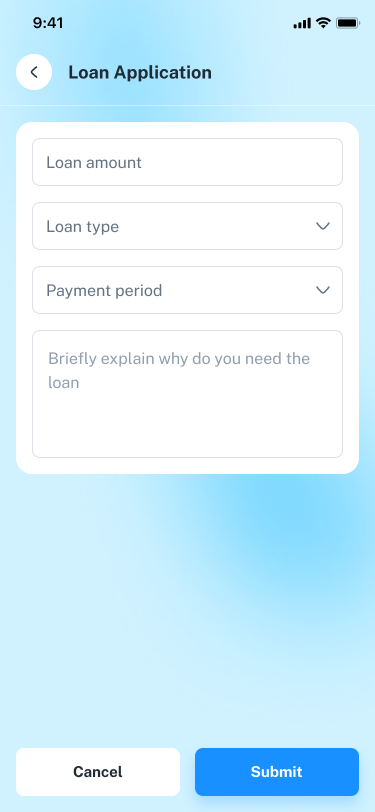 9:41
Loan Application
Loan amount
Loan type
Payment period
Briefly explain why do you need the
loan
Cancel
Submit